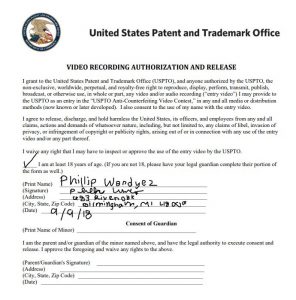 United States Patent and Trademark Office
VIDEO RECORDING AUTHORIZATION AND RELEASE
I grant to the United States Patent and Trademark Office (USPTO), and anyone authorized by the USPTO,
the non-exclusive, worldwide, perpetual, and royalty-free right to reproduce, display, perform, transmit, publish,
broadcast, or otherwise use, in whole or part, any video and/or audio recording ("entry video") I may provide to
the USPTO as an entry in the "USPTO Anti-Counterfeiting Video Contest," in any and all media or distribution
methods (now known or later developed). I also consent to the use of my name with the entry video.
I agree to release, discharge, and hold harmless the United States, its officers, and employees from any and all
claims, actions and demands of whatsoever nature, including, but not limited to, any claims of libel, invasion of
privacy, or infringement of copyright or publicity rights, arising out of or in connection with any use of the entry
video and/or any part thereof.
I waive any right that I may have to inspect or approve the use of the entry video by the USPTO.
I am at least 18 years of age. (If you are not 18, please have your legal guardian complete their portion of
the form as well.)
(Print Name) Phillip Wandyez
(Signature)
(Address)
(City, State, Zip Code) Birmingham, MI
(Date) 9/9/18
Consent of Guardian
(Print Name of Minor)
I am the parent and/or guardian of the minor named above, and have the legal authority to execute consent and
release. I approve the foregoing and waive any rights to the above.
(Parent/Guardian's Signature)
(Address)
(City, State, Zip Code)
(Date)